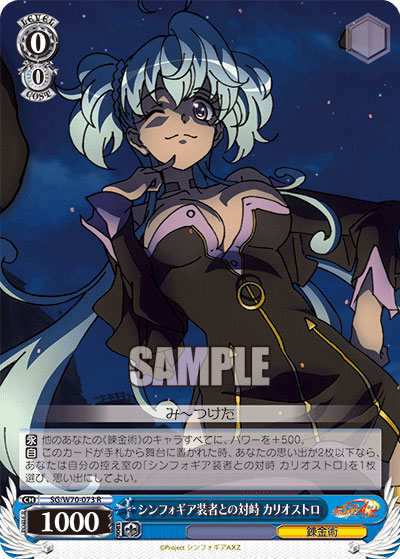 LEVEL
0
0
COST
SAMPLE
み～つけた
永 他のあなたの《錬金術》のキャラすべてに、パワーを+500。
自 このカードが手札から舞台に置かれた時、あなたの思い出が2枚以下なら、
あなたは自分の控え室の「シンフォギア装者との対峙 カリオストロ」を1枚
選び、思い出にしてよい。
CH SG/W70-073 R
シンフォギア装者との対峙 カリオストロ
1000
錬金術
©Project シンフォギアAXZ